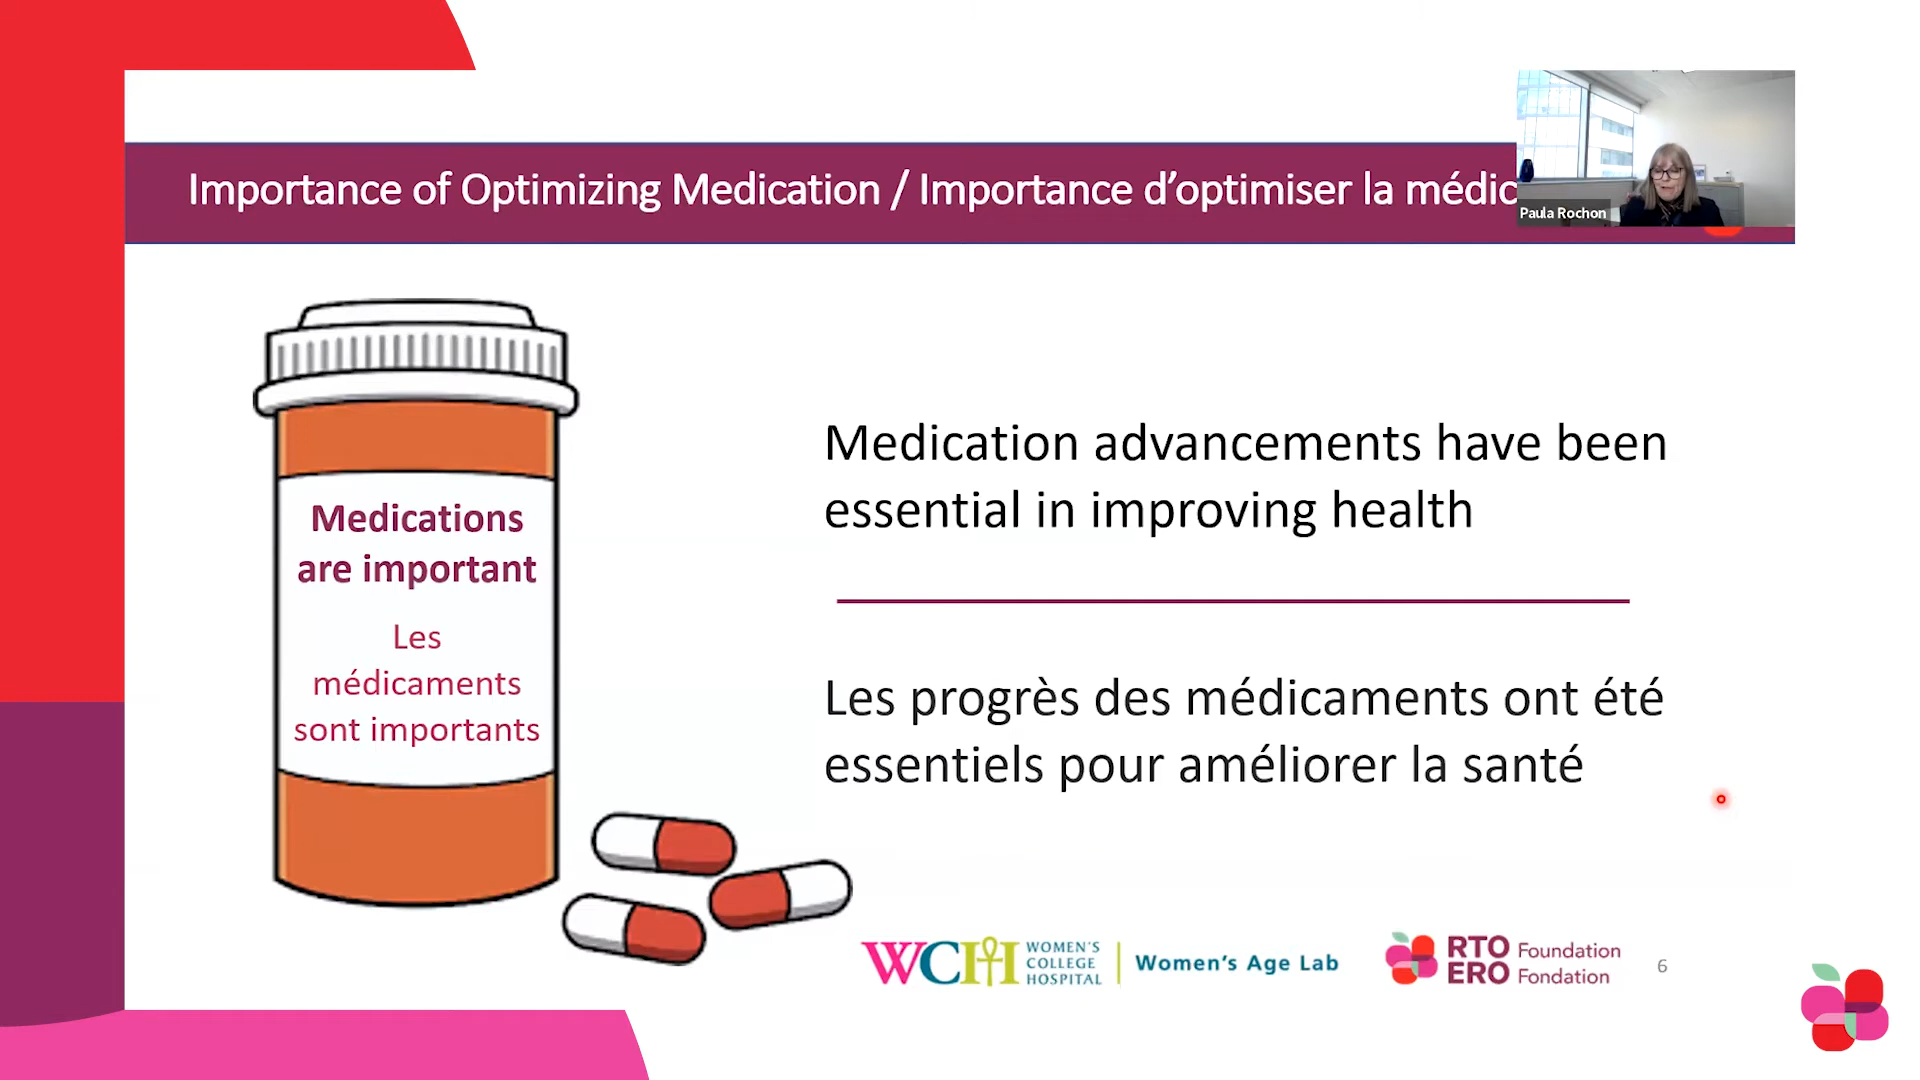 Importance of Optimizing Medication / Importance d'optimiser la médic
Paula Rochon
Medications
are important
Les
médicaments
sont importants
Medication advancements have been
essential in improving health
Les progrès des médicaments ont été
essentiels pour améliorer la santé
WCH WOMEN'S
COLLEGE
HOSPITAL
Women's Age Lab
RTO Foundation
ERO Fondation
6